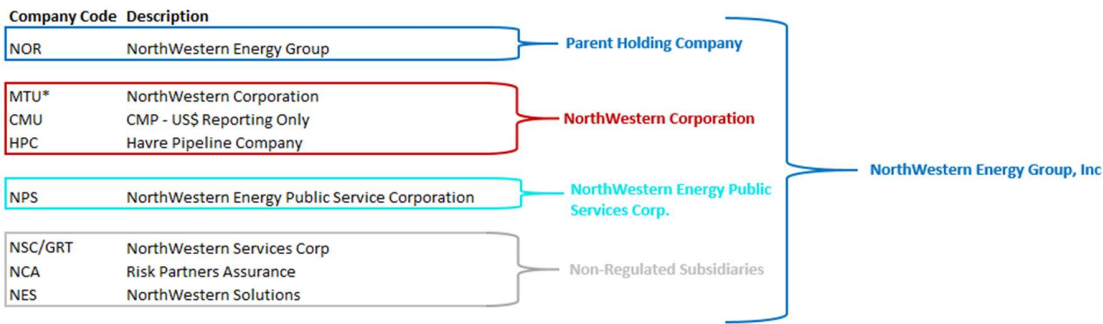 Company Code Description
NOR NorthWestern Energy Group
Parent Holding Company
MTU* NorthWestern Corporation
CMU CMP - US$ Reporting Only
HPC Havre Pipeline Company
NorthWestern Corporation
NorthWestern Energy Group, Inc
NPS NorthWestern Energy Public Service Corporation
NorthWestern Energy Public
Services Corp.
NSC/GRT NorthWestern Services Corp
NCA Risk Partners Assurance
NES NorthWestern Solutions
Non-Regulated Subsidiaries